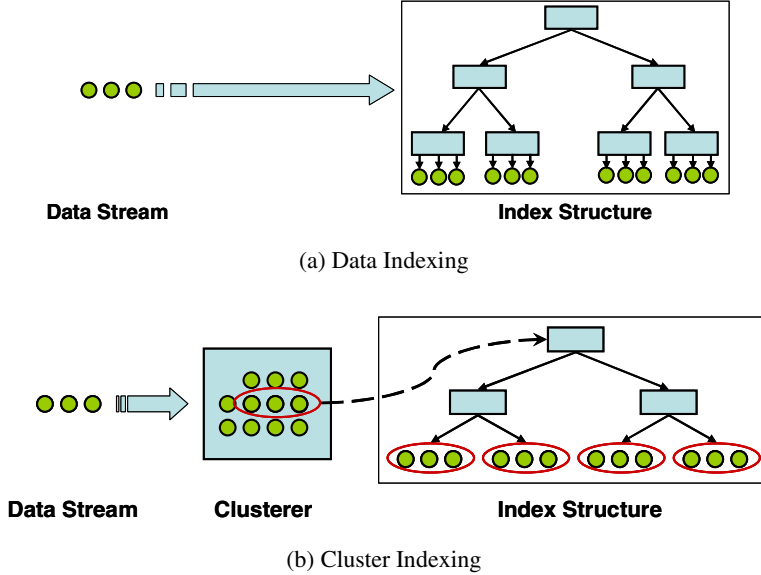 Data Stream
Index Structure
(a) Data Indexing
Data Stream
Clusterer
Index Structure
(b) Cluster Indexing